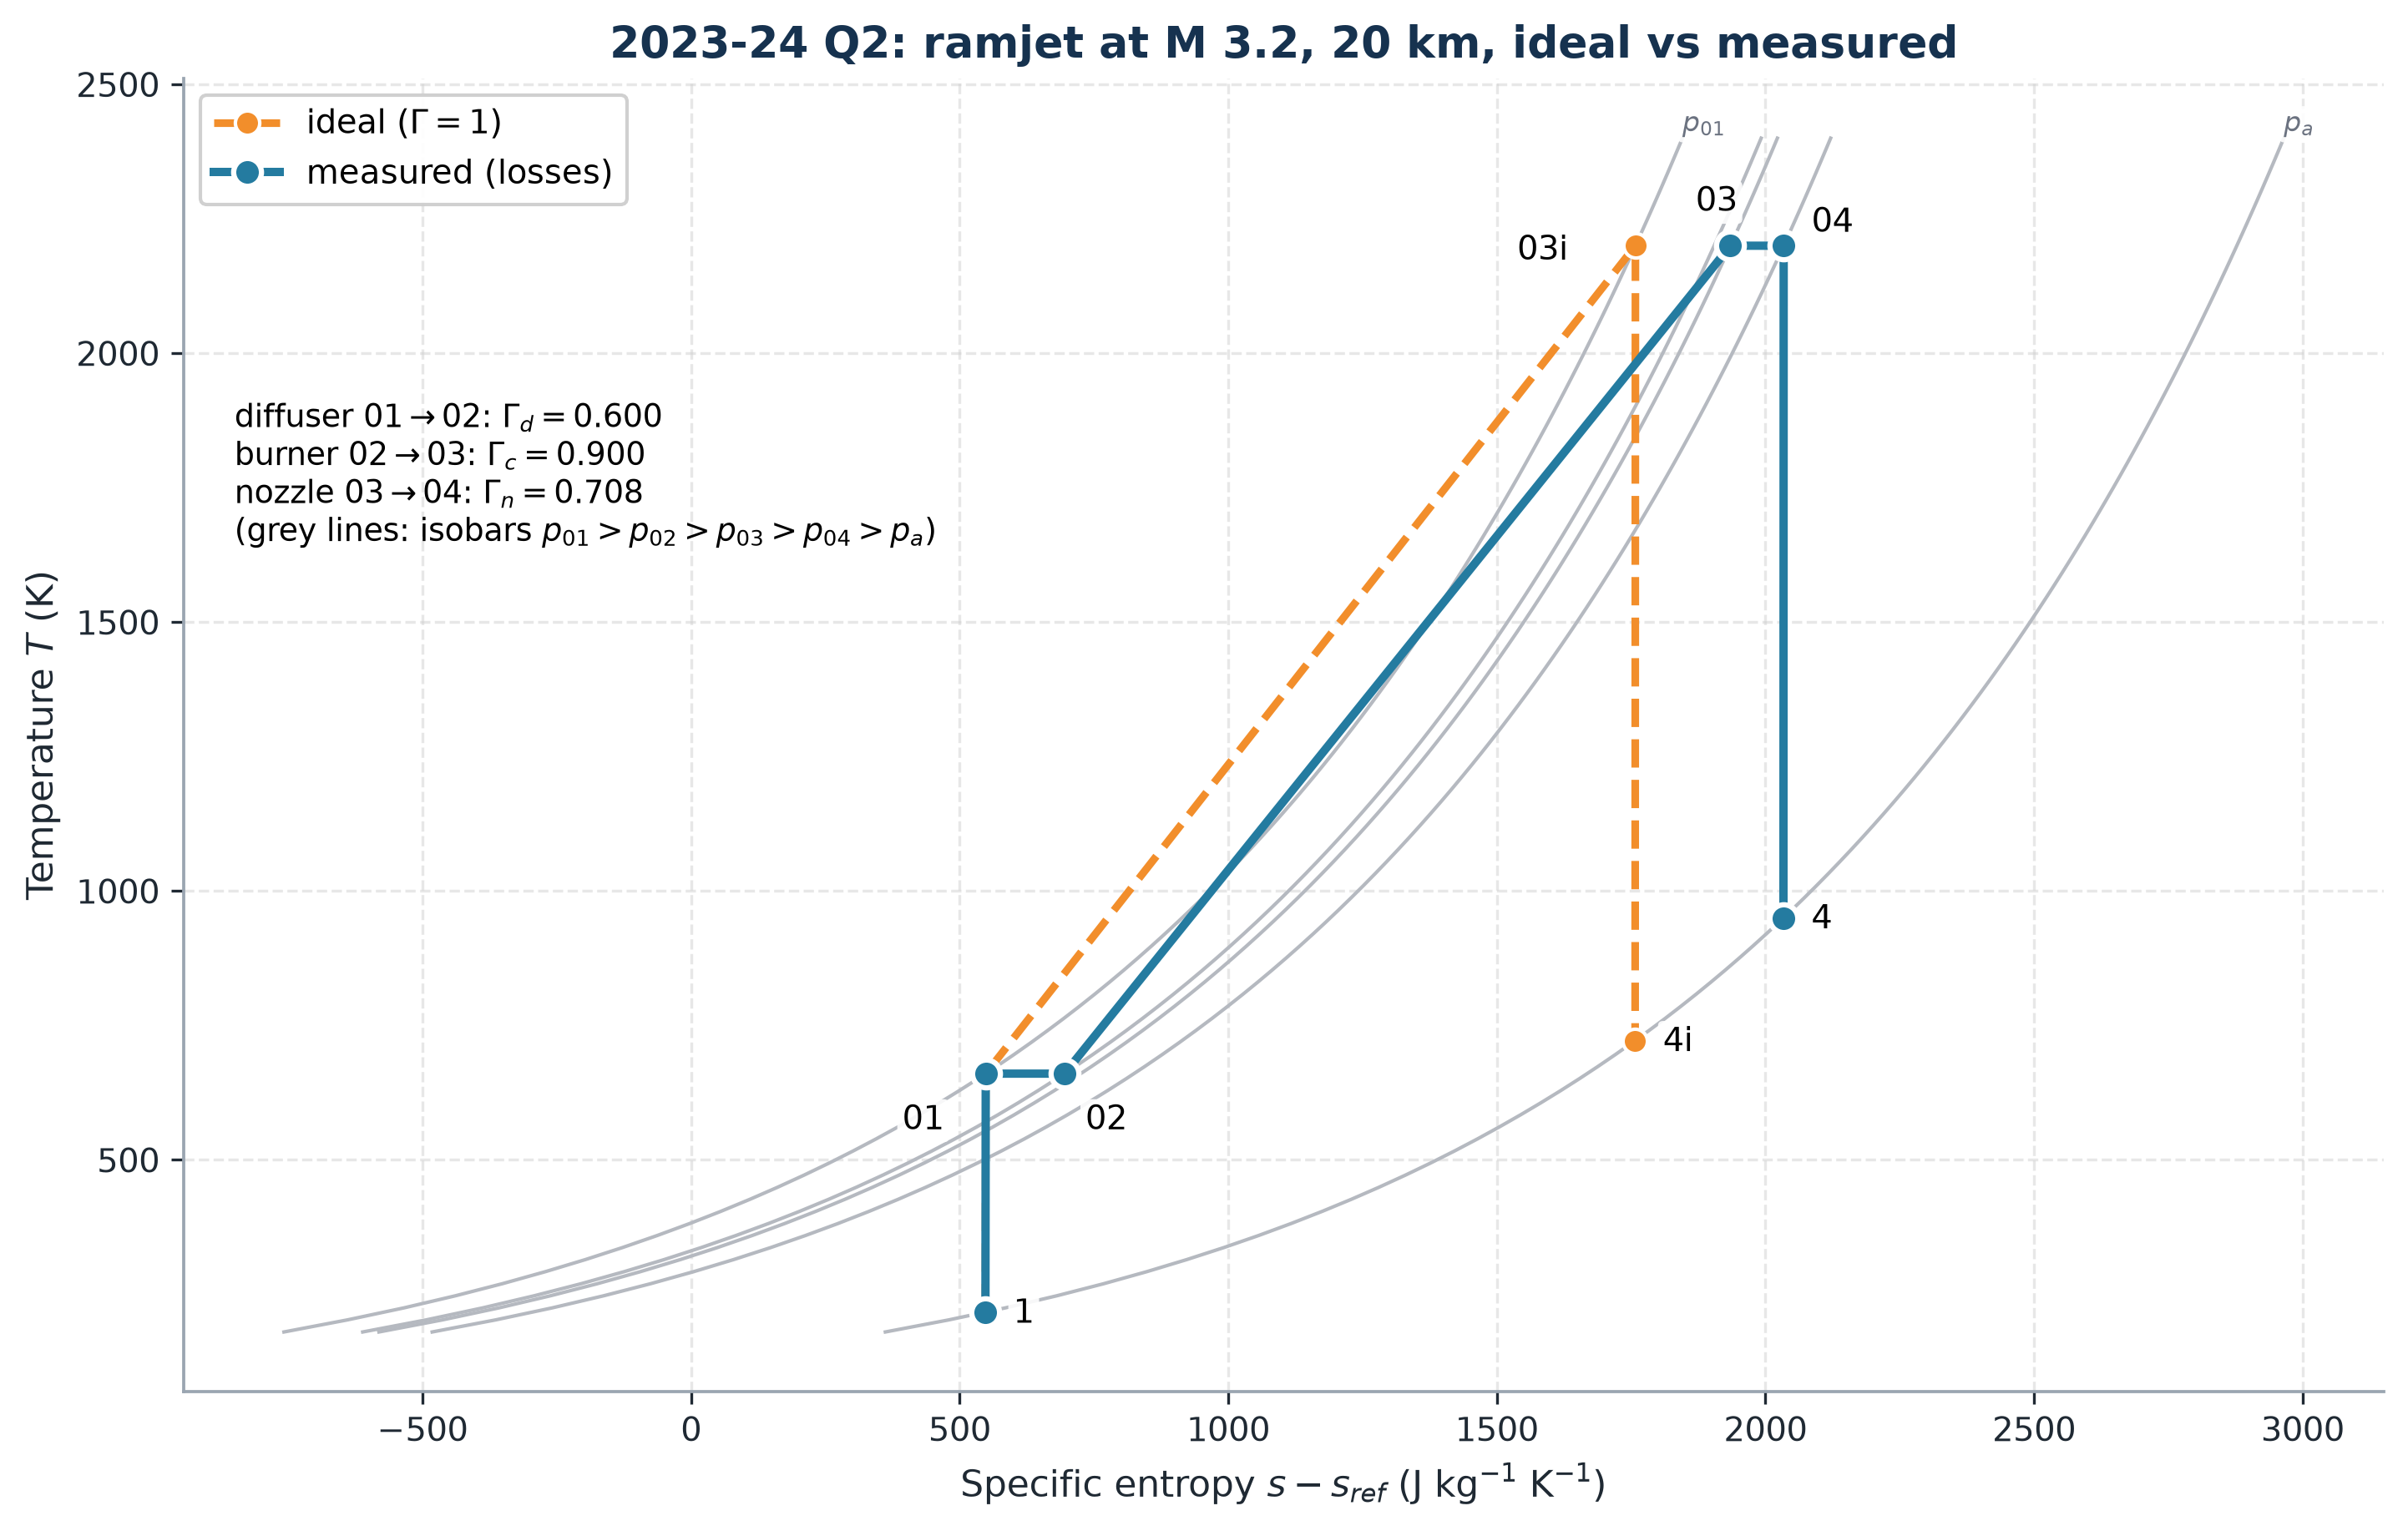 2023-24 Q2: ramjet at M 3.2, 20 km, ideal vs measured
2500
2000
1500
1000
500
Temperature T (K)
ideal (Γ = 1)
measured (losses)
p01
pa
03
04
03i
diffuser 01→02: Γd = 0.600
burner 02→03: Γc = 0.900
nozzle 03→04: Γn = 0.708
(grey lines: isobars p01 > p02 > p03 > p04 > pa)
4
4i
01
02
1
−500
0
500
1000
1500
2000
2500
3000
Specific entropy s − sref (J kg⁻¹ K⁻¹)